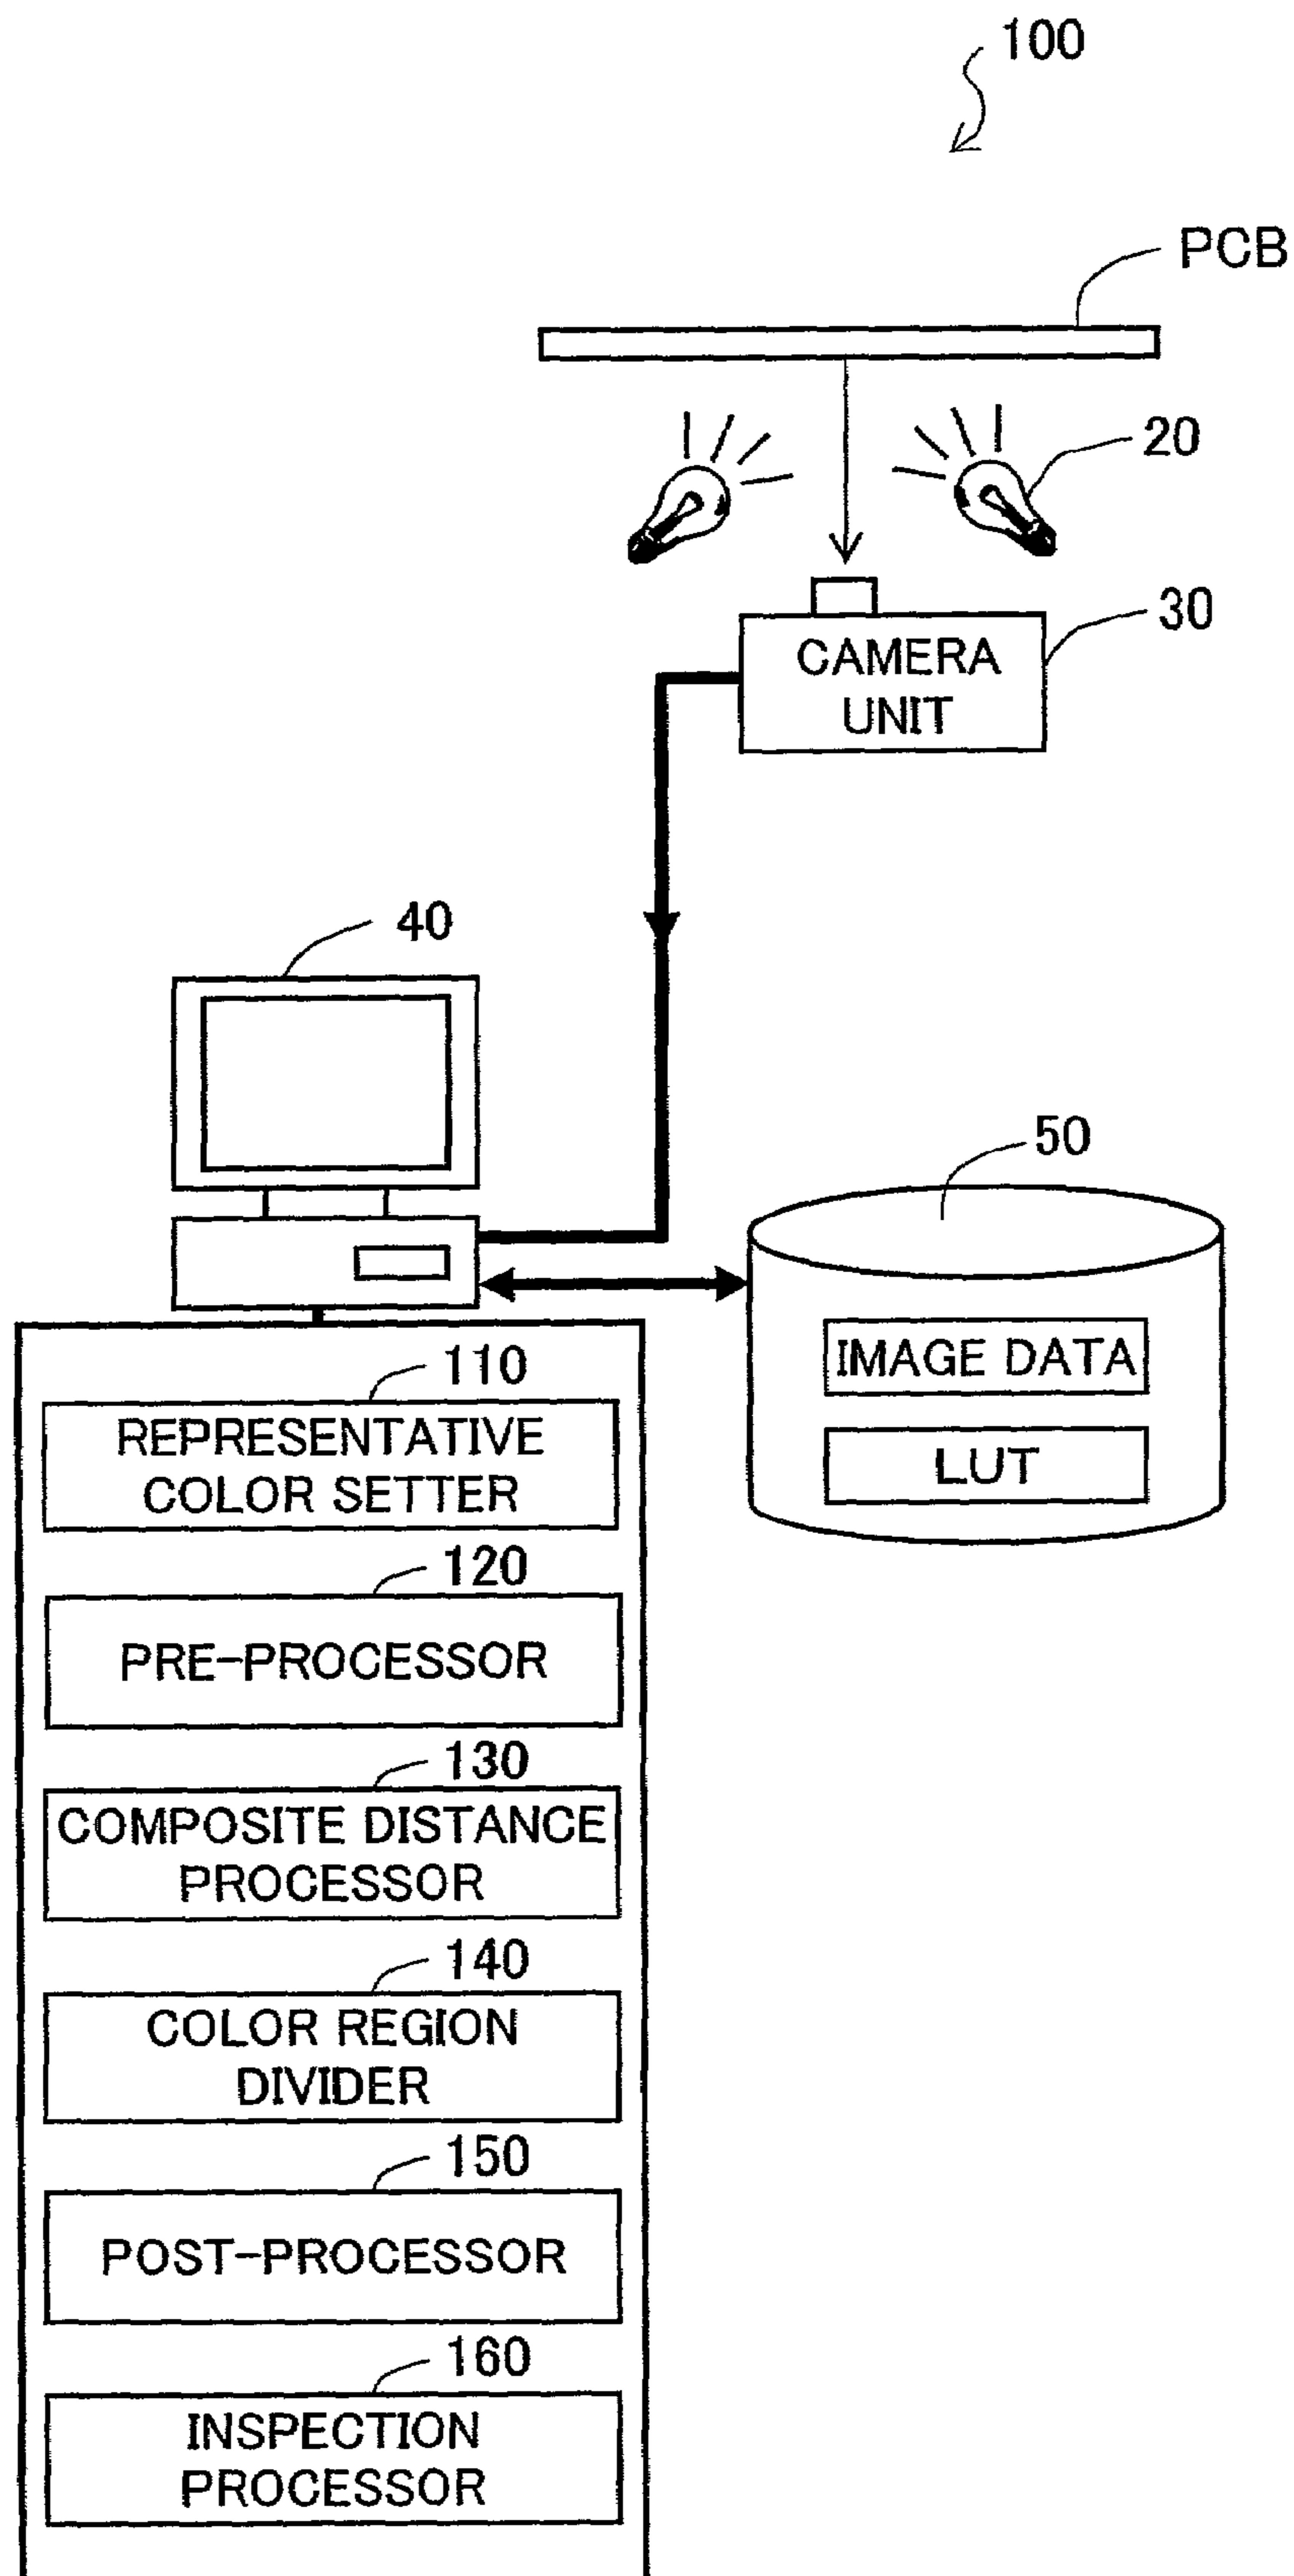 100
PCB
20
30
CAMERA
UNIT
40
50
IMAGE DATA
LUT
110
REPRESENTATIVE
COLOR SETTER
120
PRE-PROCESSOR
130
COMPOSITE DISTANCE
PROCESSOR
140
COLOR REGION
DIVIDER
150
POST-PROCESSOR
160
INSPECTION
PROCESSOR